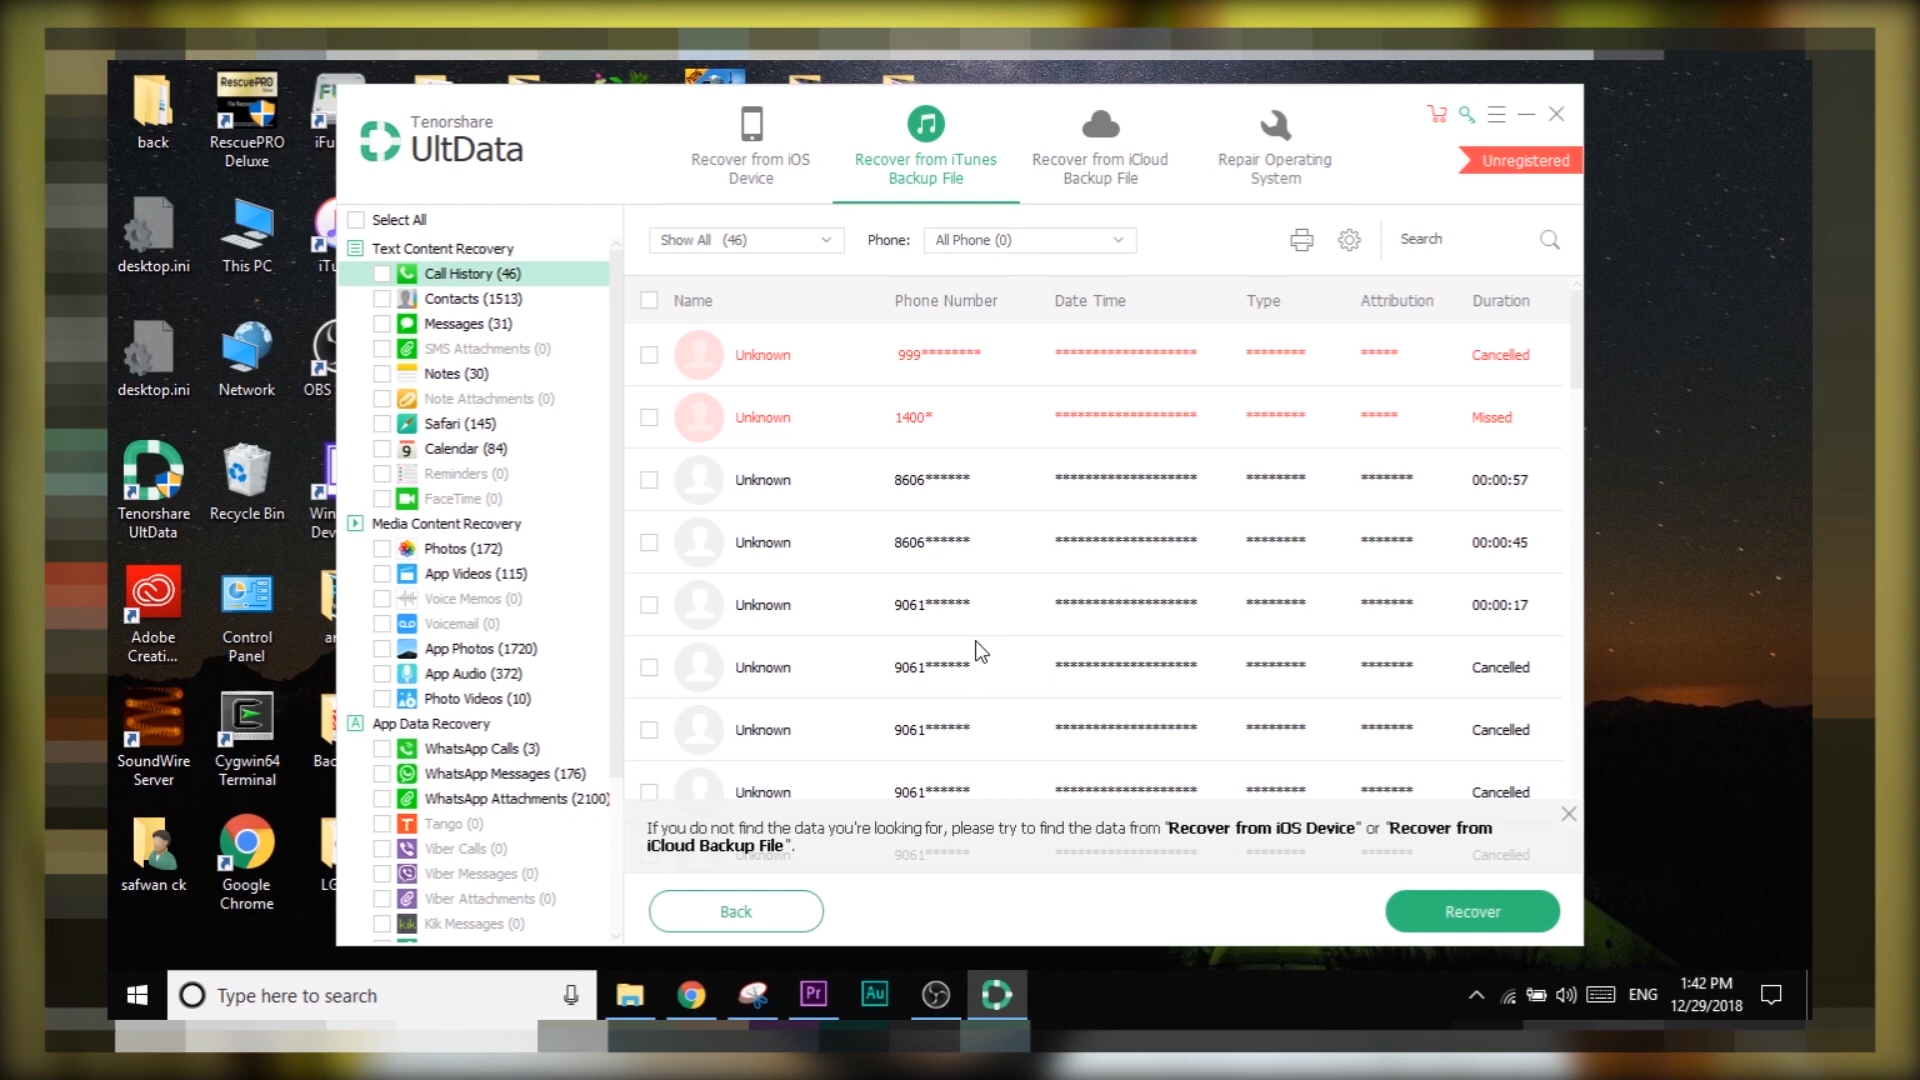 back
RescuePRO
Deluxe
desktop.ini
This PC
desktop.ini
Network
OBS
Tenorshare
UltData
Recycle Bin
Win
Dev
Adobe
Creati...
Control
Panel
SoundWire
Server
Cygwin64
Terminal
Bac
safwan ck
Google
Chrome
LG
Tenorshare
UltData
Recover from iOS
Device
Recover from iTunes
Backup File
Recover from iCloud
Backup File
Repair Operating
System
Unregistered
Select All
Text Content Recovery
Call History (46)
Contacts (1513)
Messages (31)
SMS Attachments (0)
Notes (30)
Note Attachments (0)
Safari (145)
Calendar (84)
Reminders (0)
FaceTime (0)
Media Content Recovery
Photos (172)
App Videos (115)
Voice Memos (0)
Voicemail (0)
App Photos (1720)
App Audio (372)
Photo Videos (10)
App Data Recovery
WhatsApp Calls (3)
WhatsApp Messages (176)
WhatsApp Attachments (2100)
Tango (0)
Viber Calls (0)
Viber Messages (0)
Viber Attachments (0)
Kik Messages (0)
Show All (46)
Phone: All Phone (0)
Search
Name Phone Number Date Time Type Attribution Duration
Unknown 999******** ******************* ******** ***** Cancelled
Unknown 1400* ******************* ******** ***** Missed
Unknown 8606****** ******************* ******** ******* 00:00:57
Unknown 8606****** ******************* ******** ******* 00:00:45
Unknown 9061****** ******************* ******** ******* 00:00:17
Unknown 9061****** ******************* ******** ******* Cancelled
Unknown 9061****** ******************* ******** ******* Cancelled
Unknown 9061****** ******************* ******** ******* Cancelled
If you do not find the data you're looking for, please try to find the data from "Recover from iOS Device" or "Recover from
iCloud Backup File".
Unknown 9061****** ******************* ******** ******* Cancelled
Back
Recover
Type here to search
Pr
Au
ENG
1:42 PM
12/29/2018